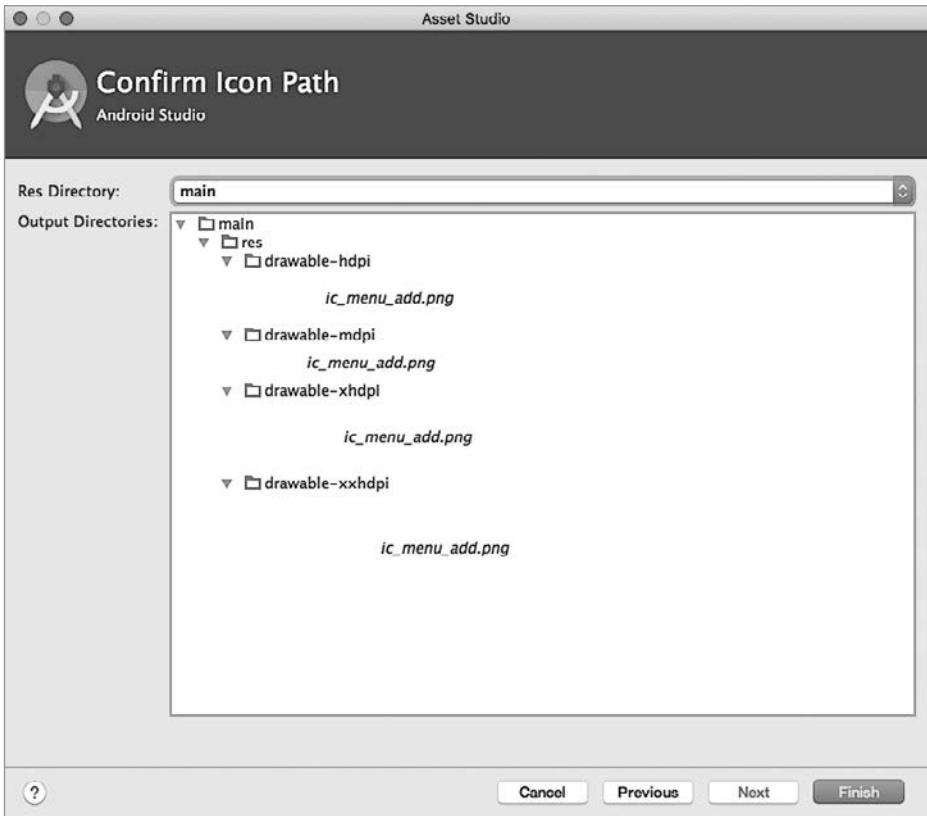 Asset Studio
Confirm Icon Path
Android Studio
Res Directory: main
Output Directories: main
res
drawable-hdpi
ic_menu_add.png
drawable-mdpi
ic_menu_add.png
drawable-xhdpi
ic_menu_add.png
drawable-xxhdpi
ic_menu_add.png
? Cancel Previous Next Finish